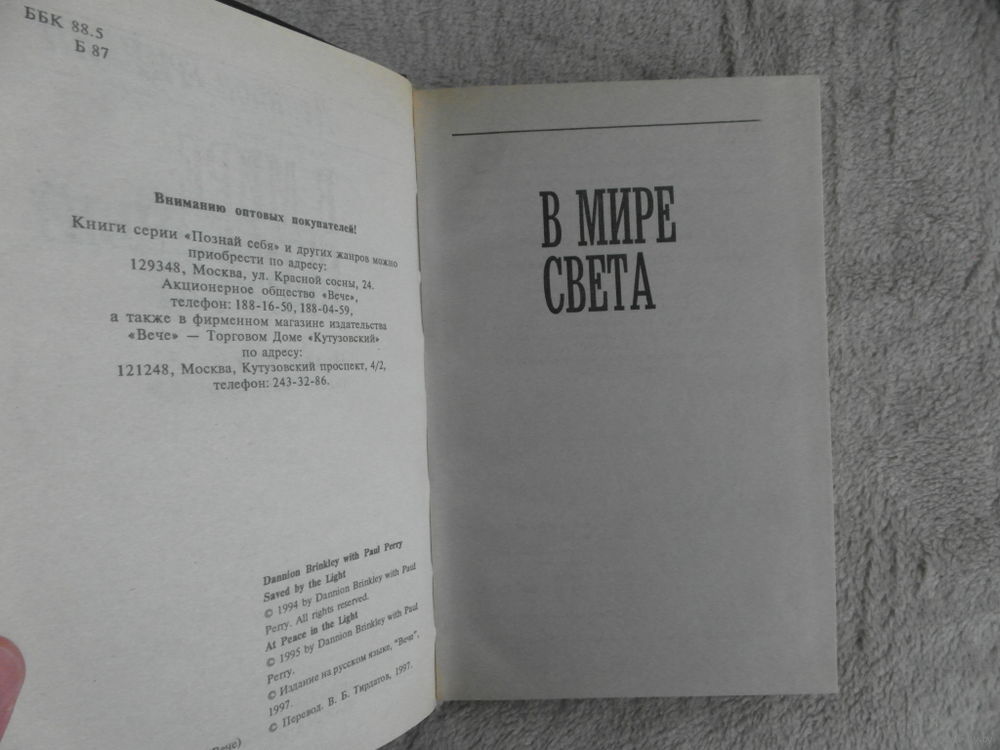 ББК 88.5
Б 87
Вниманию оптовых покупателей!
Книги серии «Познай себя» и других жанров можно
приобрести по адресу:
129348, Москва, ул. Красной сосны, 24.
Акционерное общество «Вече»,
телефон: 188-16-50, 188-04-59,
а также в фирменном магазине издательства
«Вече» — Торговом Доме «Кутузовский»
по адресу:
121248, Москва, Кутузовский проспект, 4/2,
телефон: 243-32-86.
Dannion Brinkley with Paul Perry
Saved by the Light
© 1994 by Dannion Brinkley with Paul
Perry. All rights reserved.
At Peace in the Light
© 1995 by Dannion Brinkley with Paul
Perry.
© Издание на русском языке, "Вече",
1997.
© Перевод. В. Б. Тирдатов, 1997.
Вече)
В МИРЕ
СВЕТА